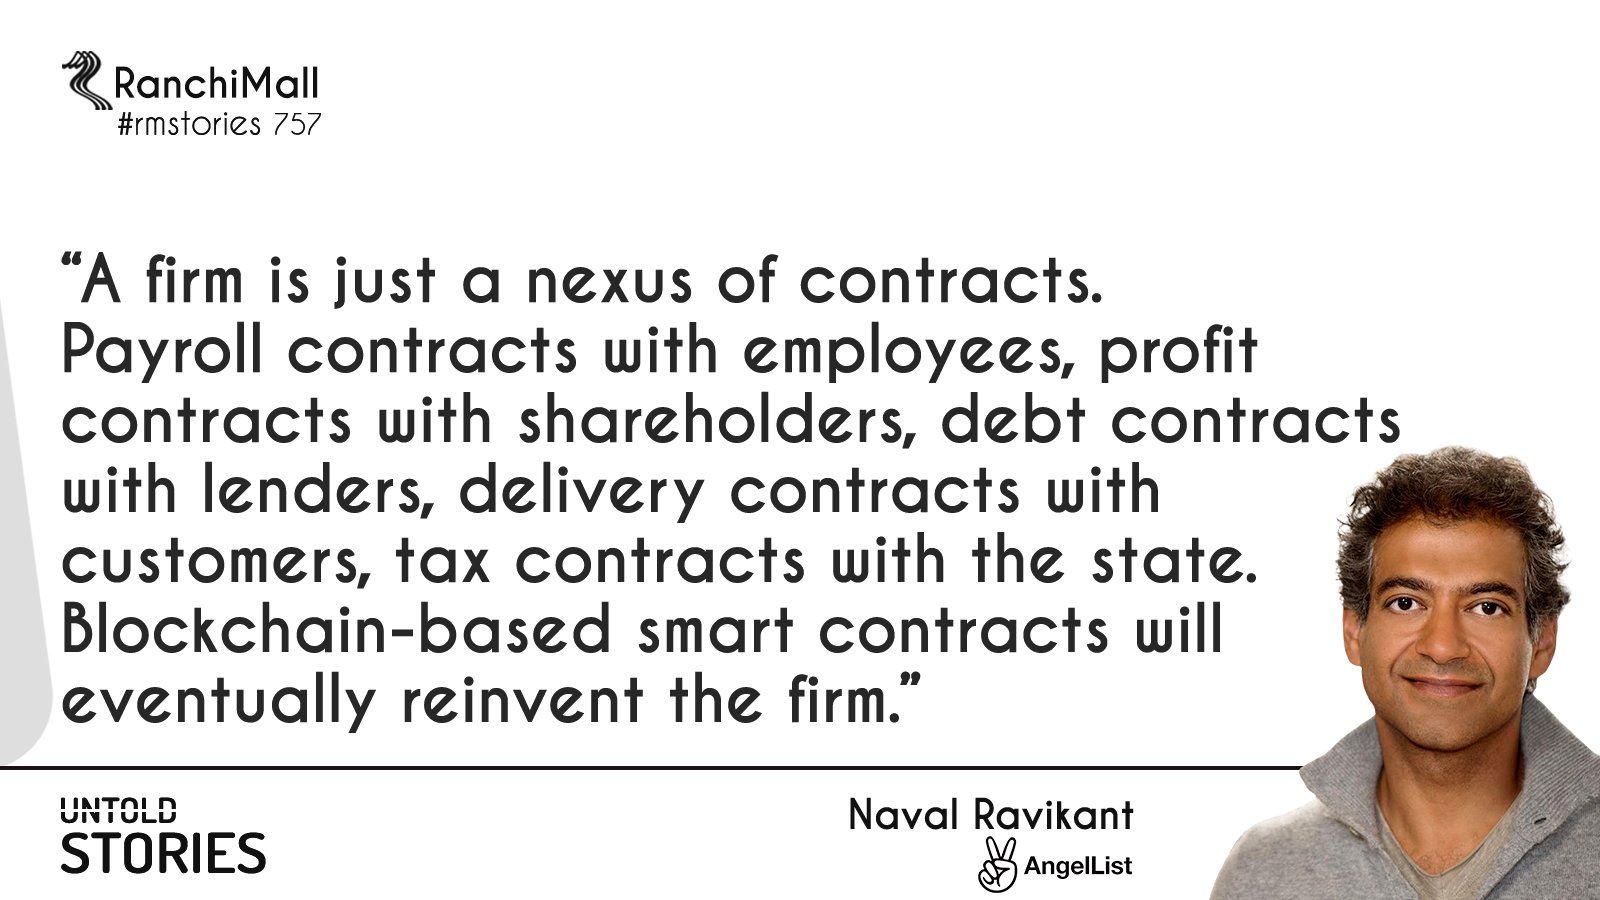 RanchiMall
#rmstories 757
“A firm is just a nexus of contracts.
Payroll contracts with employees, profit
contracts with shareholders, debt contracts
with lenders, delivery contracts with
customers, tax contracts with the state.
Blockchain-based smart contracts will
eventually reinvent the firm.”
UNTOLD
STORIES
Naval Ravikant
AngelList